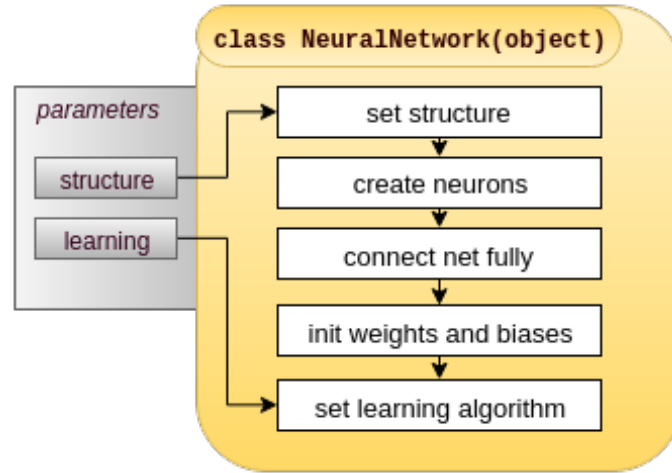 class NeuralNetwork(object)
parameters
structure
learning
set structure
create neurons
connect net fully
init weights and biases
set learning algorithm